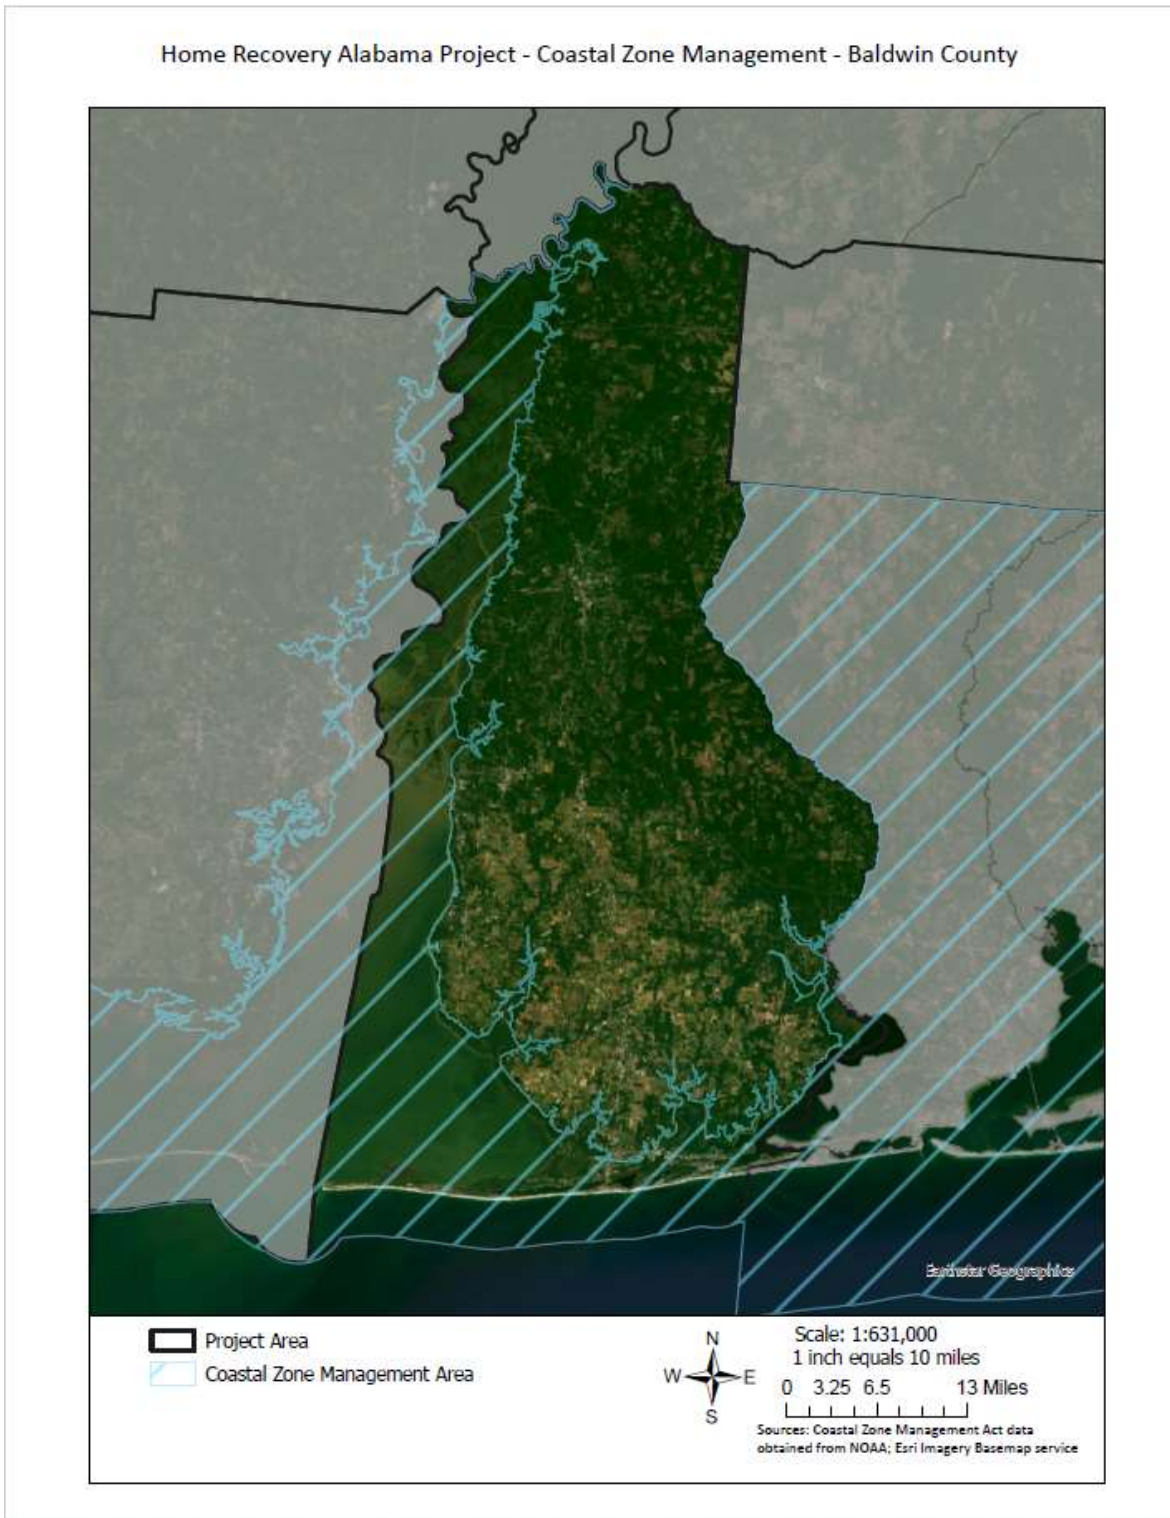 Home Recovery Alabama Project - Coastal Zone Management - Baldwin County
Earthstar Geographics
Project Area
Coastal Zone Management Area
N
W E
S
Scale: 1:631,000
1 inch equals 10 miles
0 3.25 6.5 13 Miles
Sources: Coastal Zone Management Act data
obtained from NOAA; Esri Imagery Basemap service